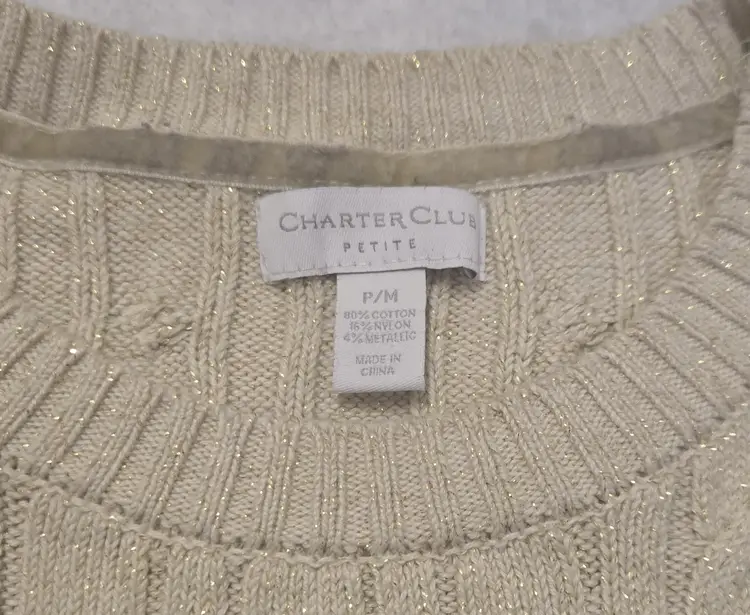 CHARTER CLUB
PETITE
P/M
80% COTTON
16% NYLON
4% METALLIC
MADE IN
CHINA